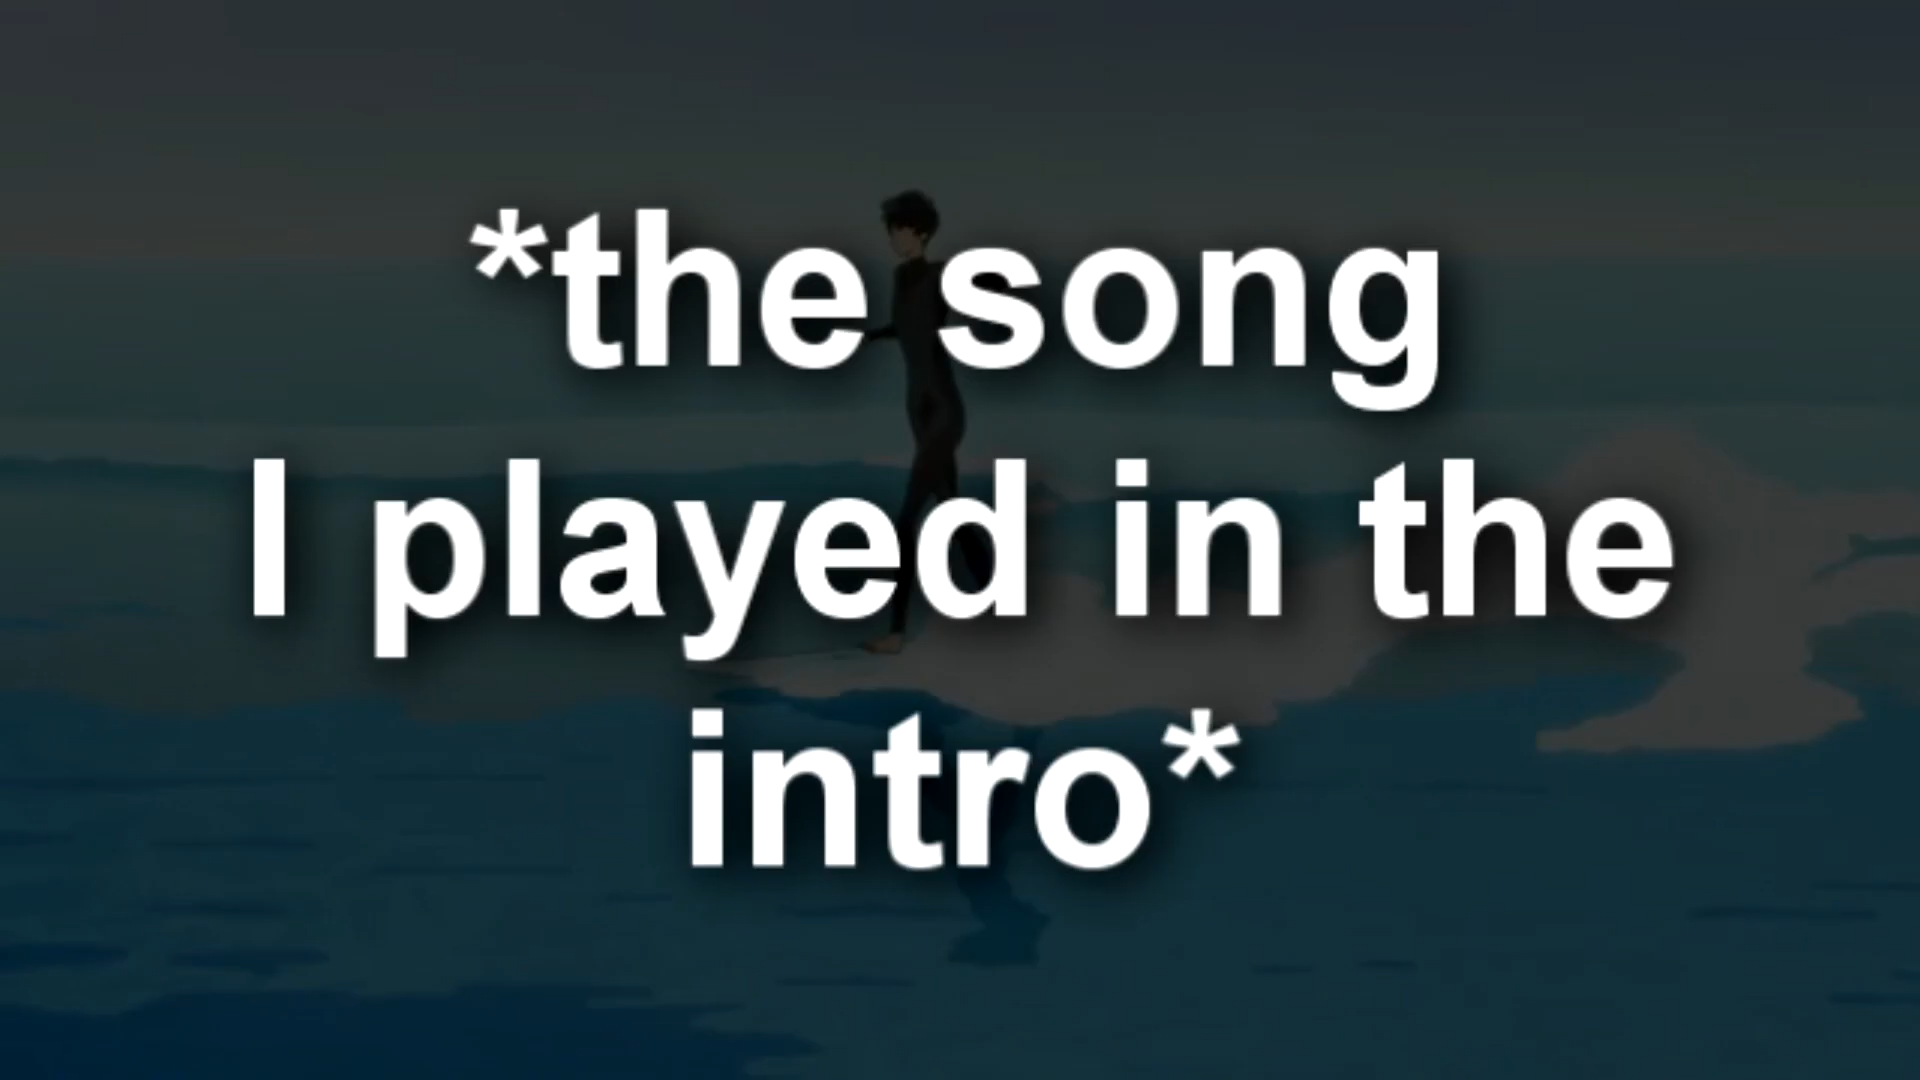 *the song
I played in the
intro*